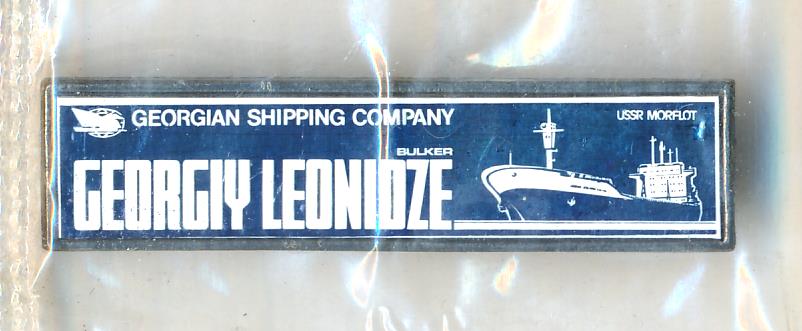 GEORGIAN SHIPPING COMPANY
USSR MORFLOT
BULKER
GEORGIY LEONIDZE